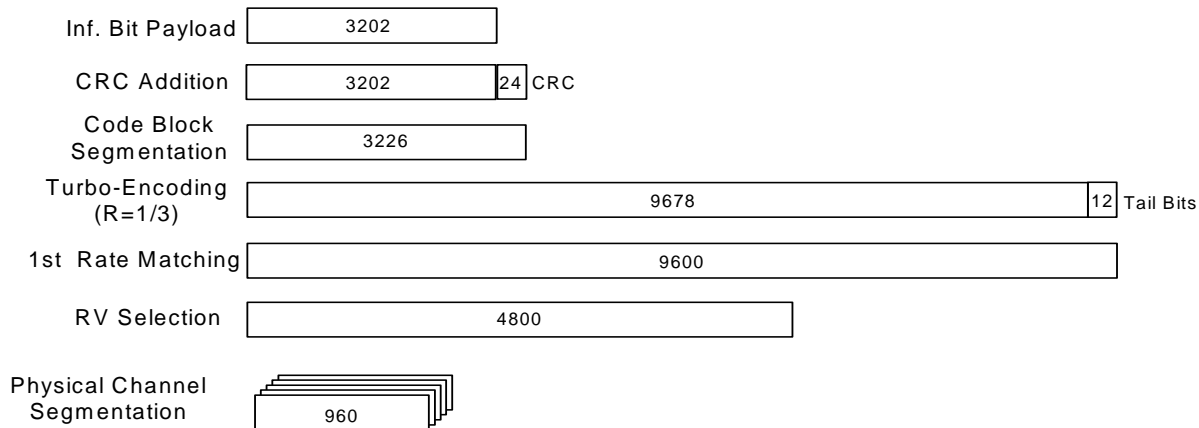 Inf. Bit Payload 3202
CRC Addition 3202 24 CRC
Code Block
Segmentation 3226
Turbo-Encoding
(R=1/3) 9678 12 Tail Bits
1st Rate Matching 9600
RV Selection 4800
Physical Channel
Segmentation 960